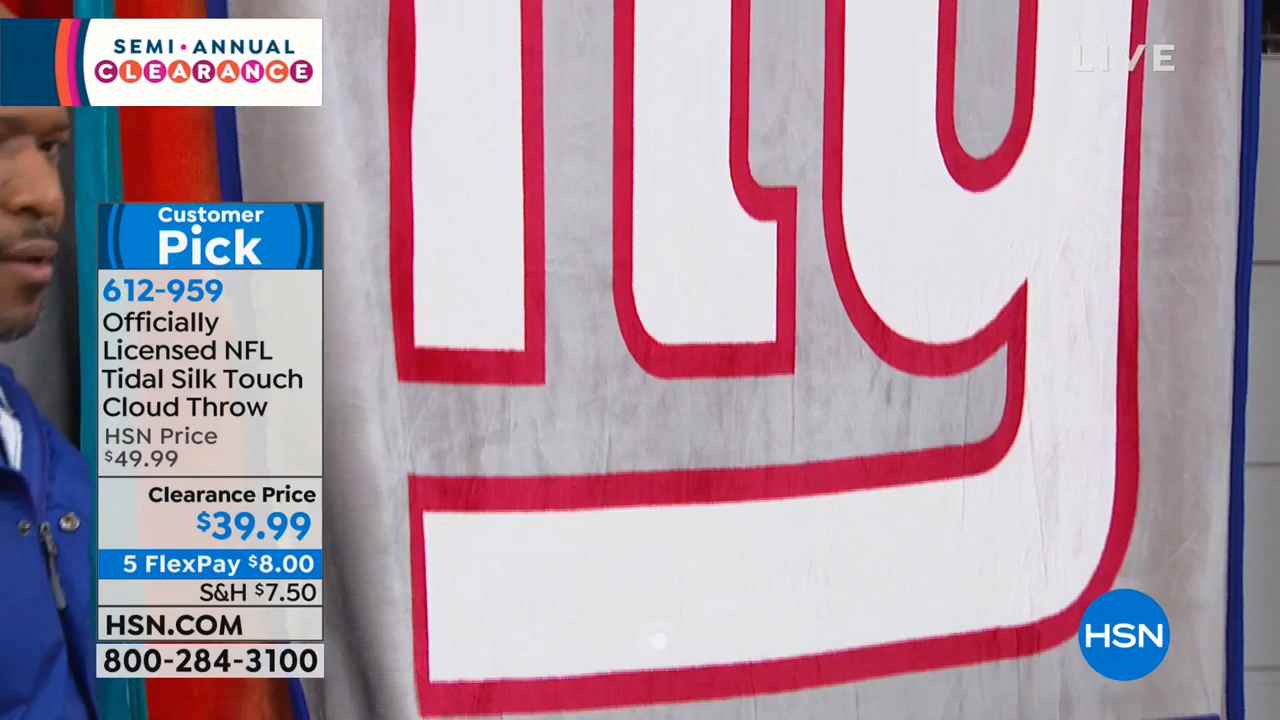 SEMI•ANNUAL
CLEARANCE
LIVE
ny
Customer
Pick
612-959
Officially
Licensed NFL
Tidal Silk Touch
Cloud Throw
HSN Price
$49.99
Clearance Price
$39.99
5 FlexPay $8.00
S&H $7.50
HSN.COM
800-284-3100
HSN